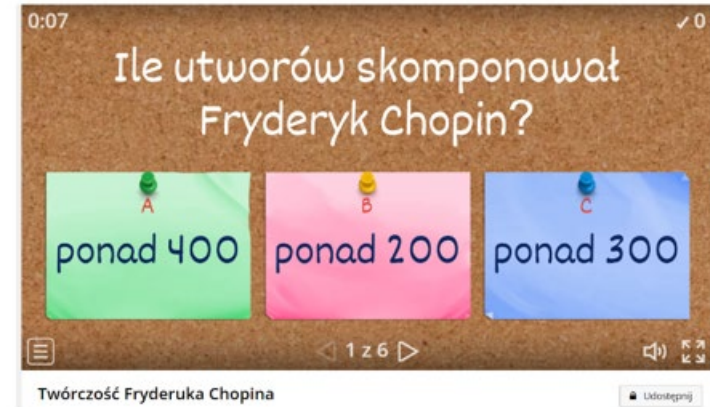 0:07
✓ 0
Ile utworów skomponował
Fryderyk Chopin?
A
ponad 400
B
ponad 200
C
ponad 300
1 z 6
Twórczość Fryderuka Chopina
Udostępnij